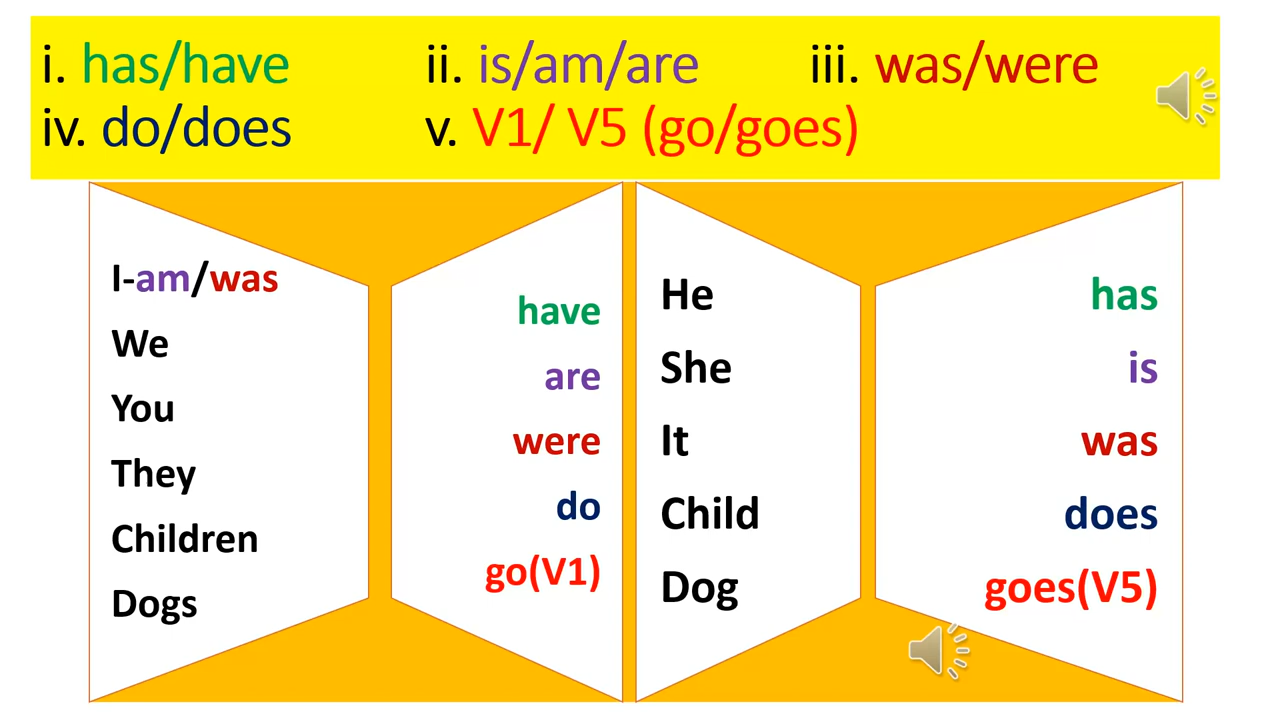 i. has/have ii. is/am/are iii. was/were
iv. do/does v. V1/ V5 (go/goes)
I-am/was
We
You
They
Children
Dogs
have
are
were
do
go(V1)
He
She
It
Child
Dog
has
is
was
does
goes(V5)